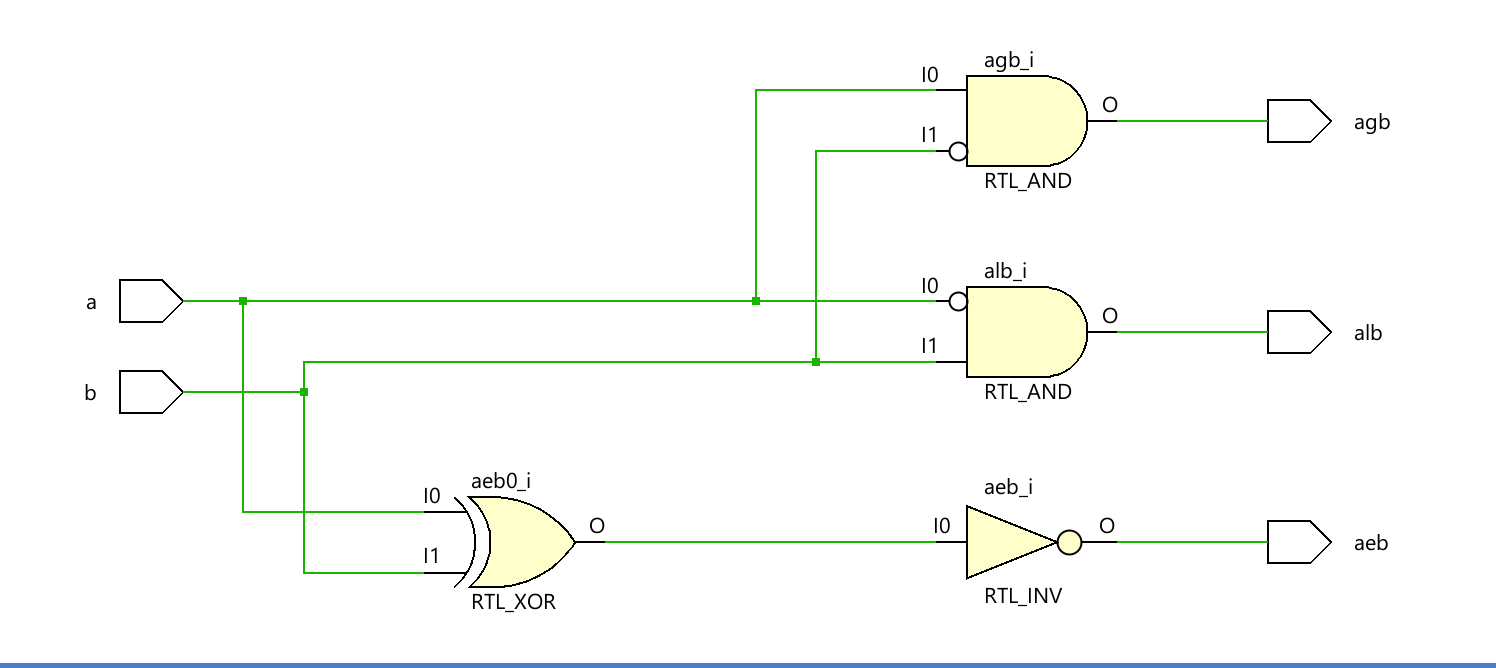 agb_i
I0
O
agb
I1
RTL_AND
alb_i
I0
a
O
alb
I1
b
RTL_AND
aeb0_i
aeb_i
I0
O
I0
O
aeb
I1
RTL_XOR
RTL_INV